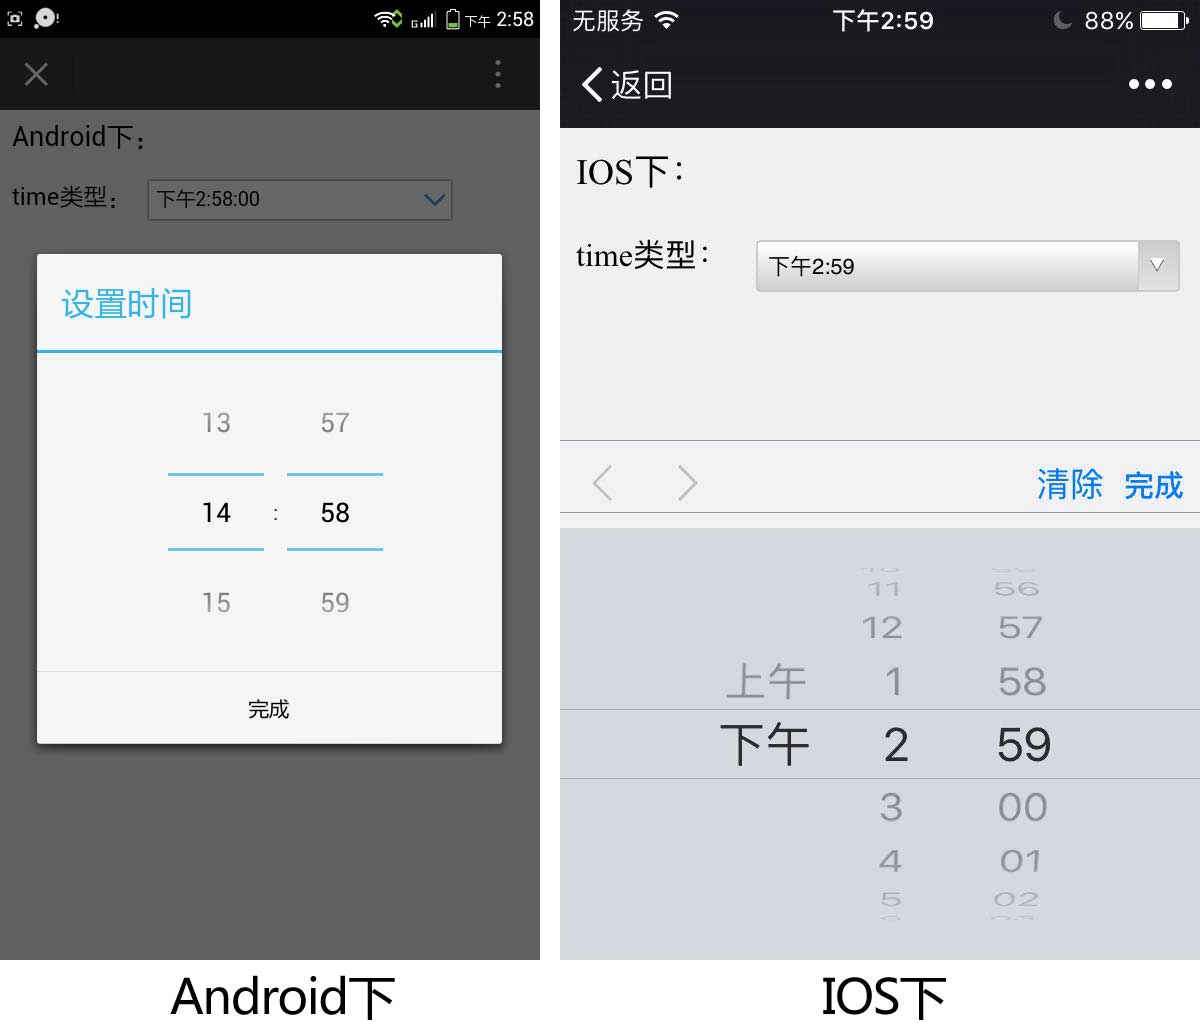 下午 2:58
Android下：
time类型：
下午2:58:00
设置时间
13 57
14 : 58
15 59
完成
无服务 下午2:59 88%
返回
IOS下：
time类型：
下午2:59
清除 完成
11 56
12 57
上午 1 58
下午 2 59
3 00
4 01
5 02
Android下
IOS下